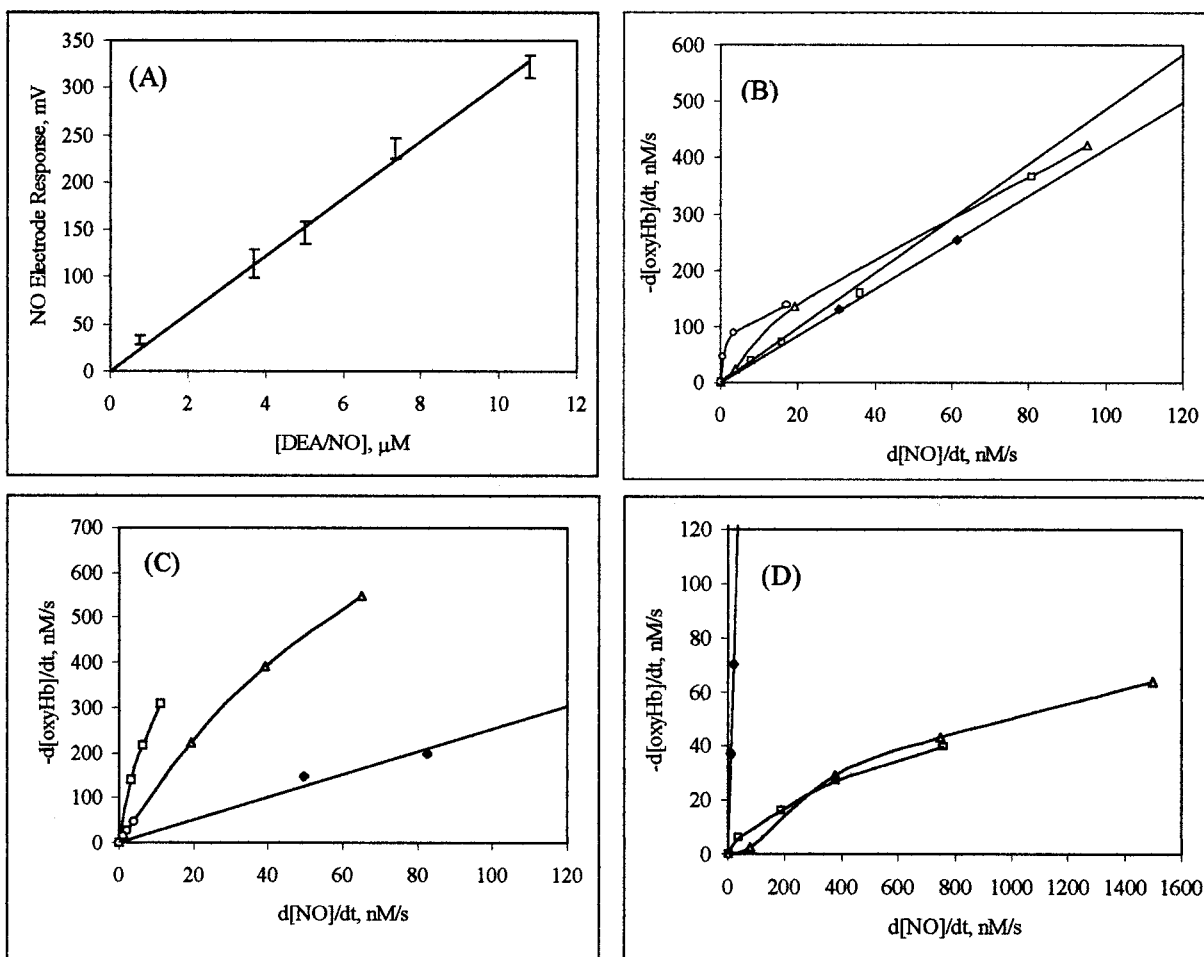 (A)
NO Electrode Response, mV
350
300
250
200
150
100
50
0
0 2 4 6 8 10 12
[DEA/NO], μM
(B)
-d[oxyHb]/dt, nM/s
600
500
400
300
200
100
0
0 20 40 60 80 100 120
d[NO]/dt, nM/s
(C)
-d[oxyHb]/dt, nM/s
700
600
500
400
300
200
100
0
0 20 40 60 80 100 120
d[NO]/dt, nM/s
(D)
-d[oxyHb]/dt, nM/s
120
100
80
60
40
20
0
0 200 400 600 800 1000 1200 1400 1600
d[NO]/dt, nM/s